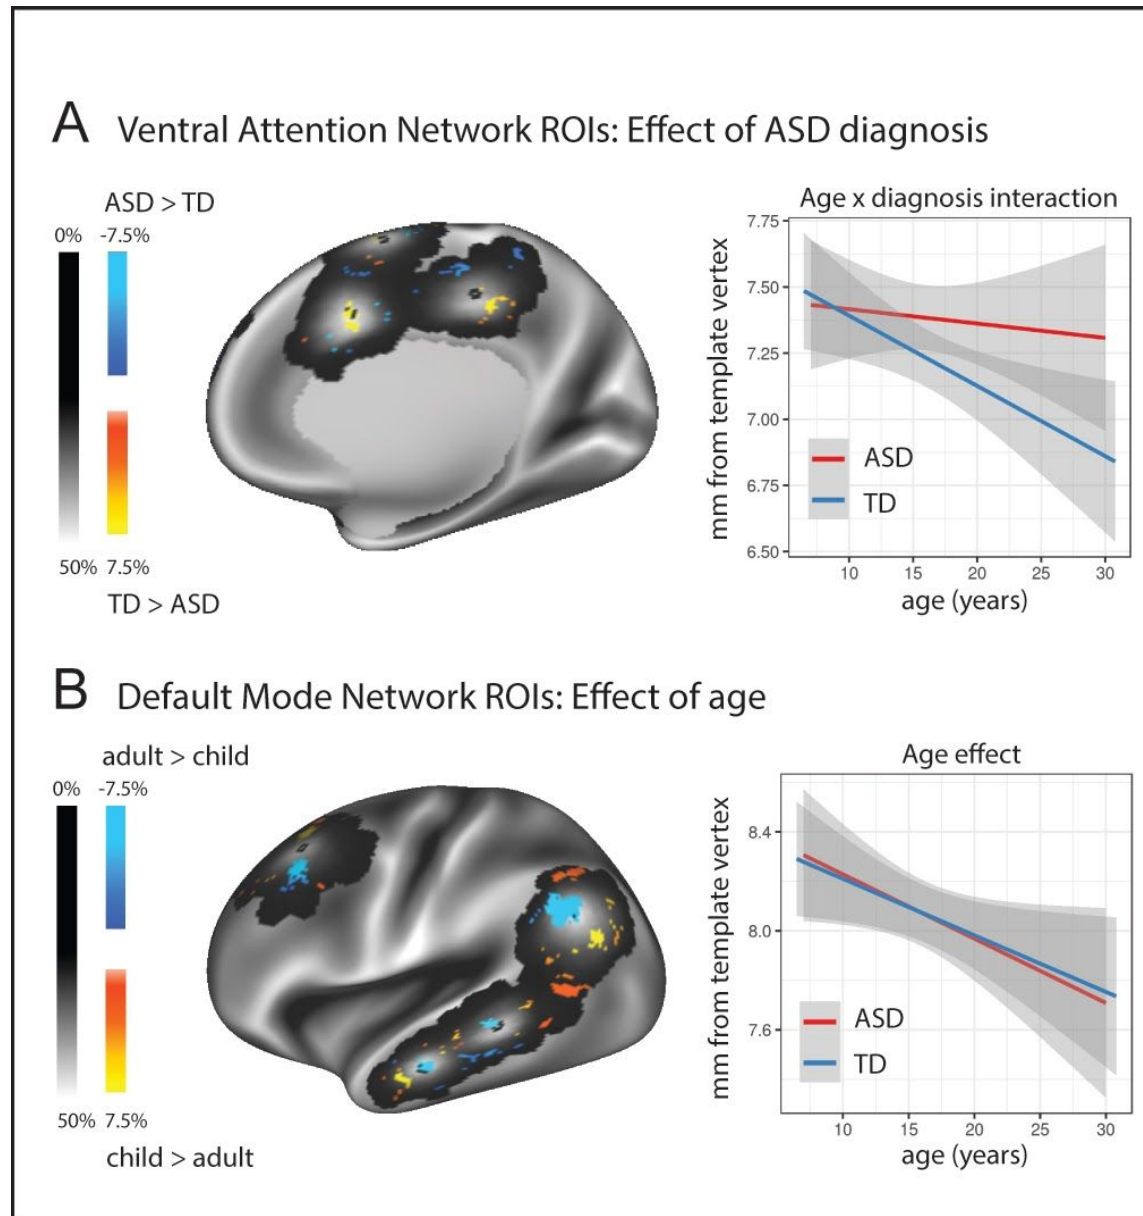 A Ventral Attention Network ROIs: Effect of ASD diagnosis
ASD > TD
0% -7.5%
50% 7.5%
TD > ASD
Age x diagnosis interaction
mm from template vertex
7.75
7.50
7.25
7.00
6.75
6.50
ASD
TD
10 15 20 25 30
age (years)
B Default Mode Network ROIs: Effect of age
adult > child
0% -7.5%
50% 7.5%
child > adult
Age effect
mm from template vertex
8.4
8.0
7.6
ASD
TD
10 15 20 25 30
age (years)